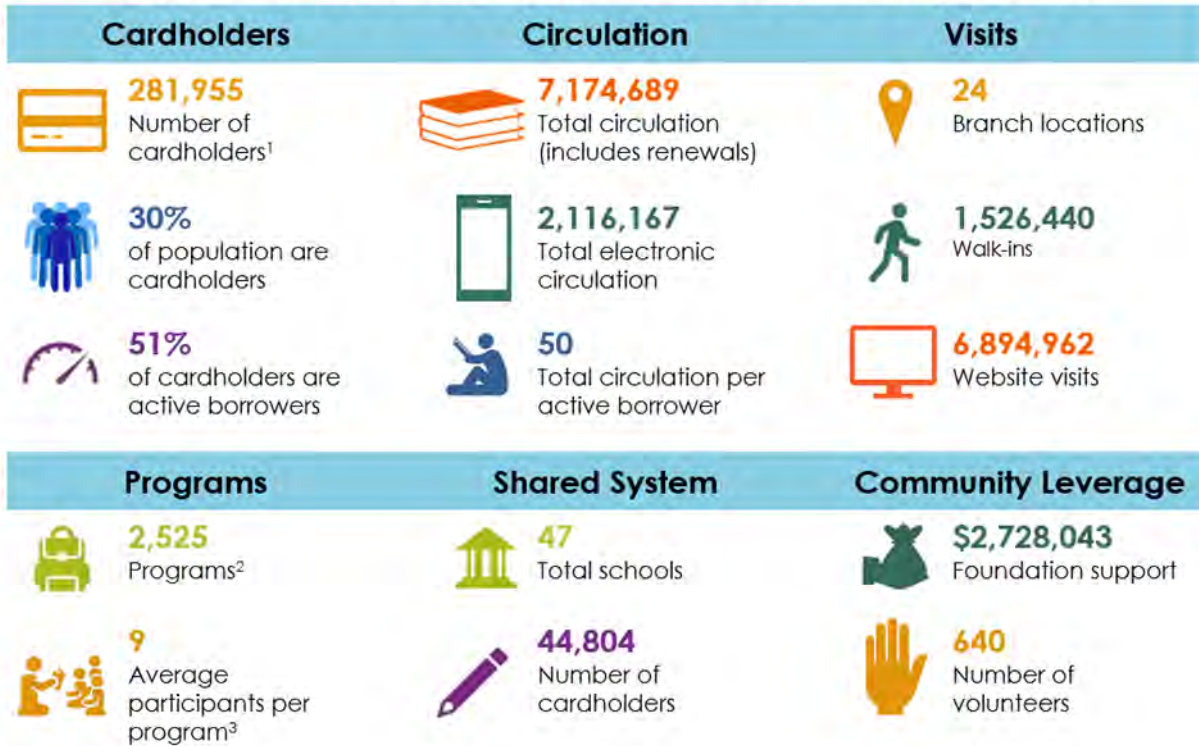 Cardholders
281,955
Number of
cardholders¹
30%
of population are
cardholders
51%
of cardholders are
active borrowers
Circulation
7,174,689
Total circulation
(includes renewals)
2,116,167
Total electronic
circulation
50
Total circulation per
active borrower
Visits
24
Branch locations
1,526,440
Walk-ins
6,894,962
Website visits
Programs
2,525
Programs²
9
Average
participants per
program³
Shared System
47
Total schools
44,804
Number of
cardholders
Community Leverage
$2,728,043
Foundation support
640
Number of
volunteers